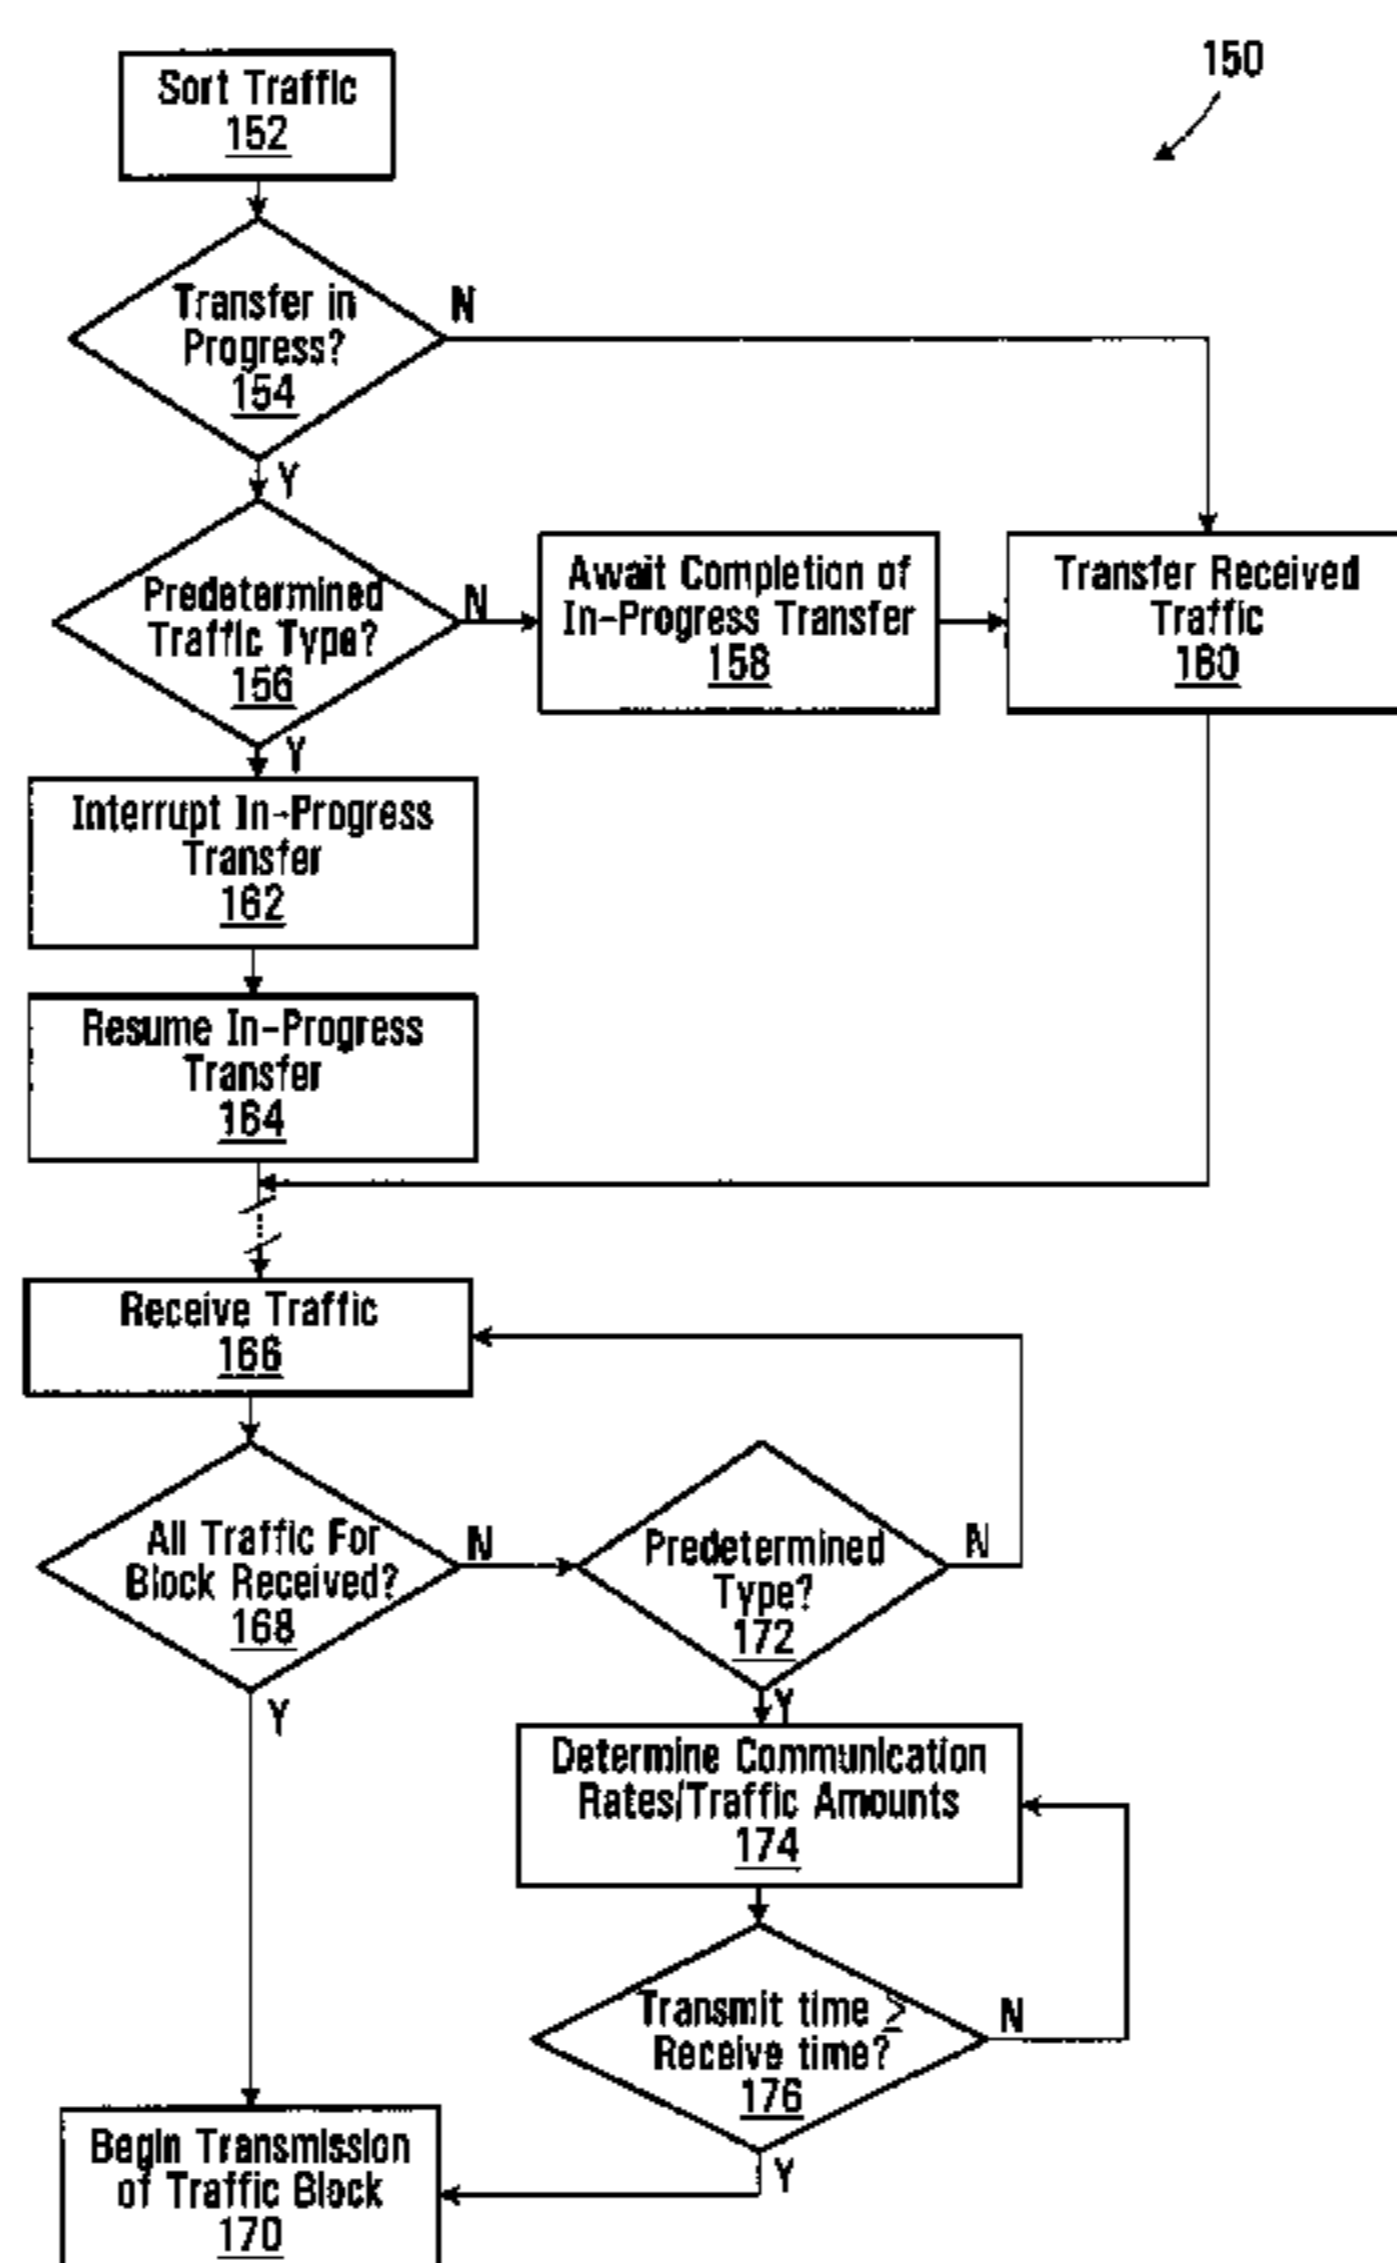 150
Sort Traffic
152
Transfer in
Progress?
154
N
Y
Predetermined
Traffic Type?
156
N
Y
Await Completion of
In-Progress Transfer
158
Transfer Received
Traffic
160
Interrupt In-Progress
Transfer
162
Resume In-Progress
Transfer
164
Receive Traffic
166
All Traffic For
Block Received?
168
N
Y
Predetermined
Type?
172
N
Y
Determine Communication
Rates/Traffic Amounts
174
Transmit time ≥
Receive time?
176
N
Y
Begin Transmission
of Traffic Block
170